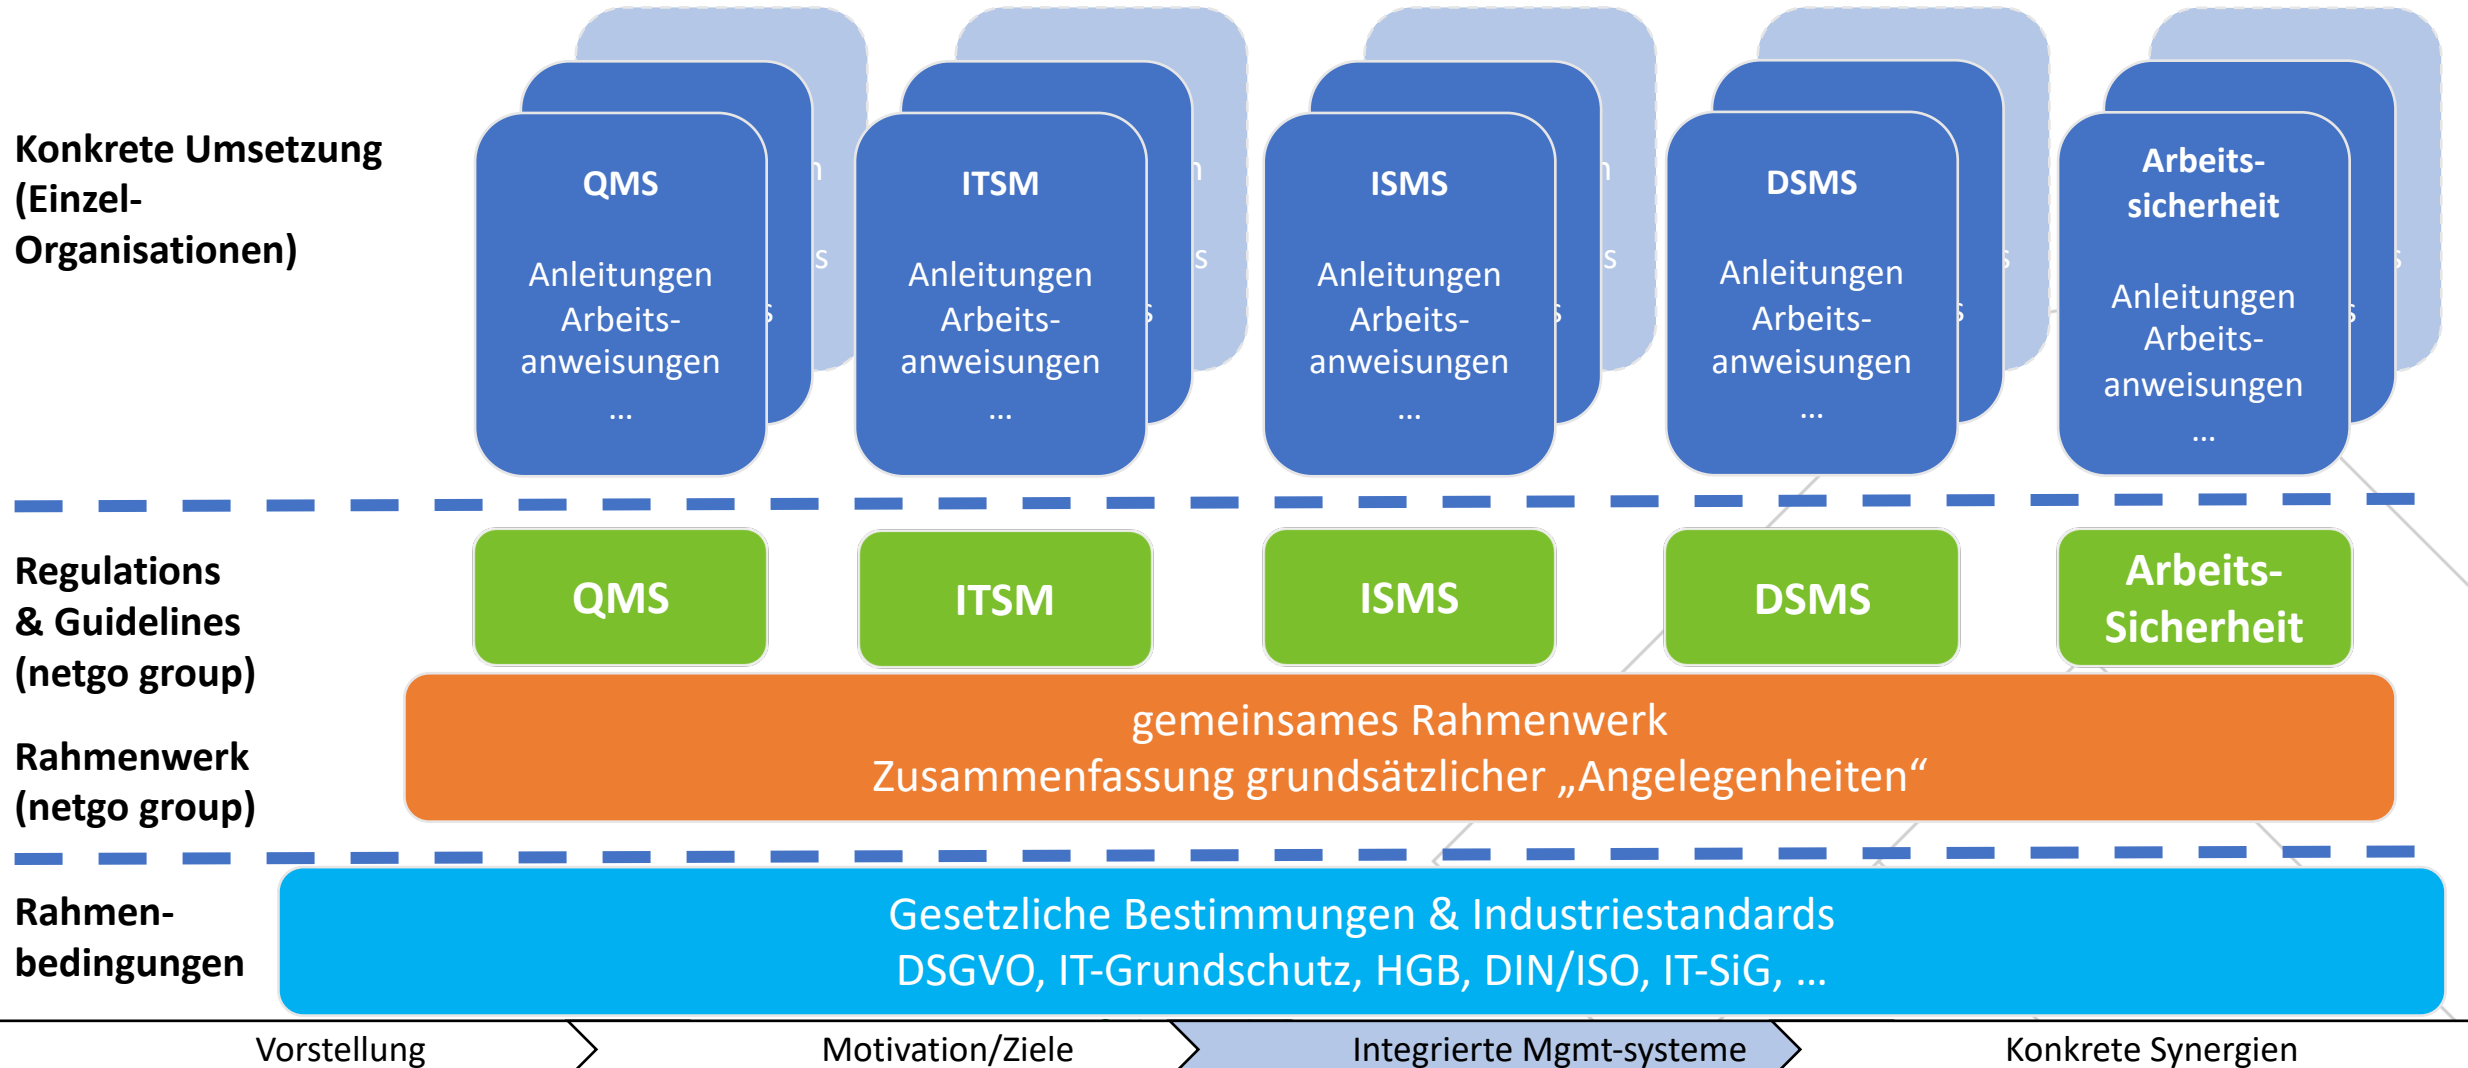 Konkrete Umsetzung
(Einzel-
Organisationen)
QMS
Anleitungen
Arbeits-
anweisungen
...
ITSM
Anleitungen
Arbeits-
anweisungen
...
ISMS
Anleitungen
Arbeits-
anweisungen
...
DSMS
Anleitungen
Arbeits-
anweisungen
...
Arbeits-
sicherheit
Anleitungen
Arbeits-
anweisungen
...
Regulations
& Guidelines
(netgo group)
QMS
ITSM
ISMS
DSMS
Arbeits-
Sicherheit
Rahmenwerk
(netgo group)
gemeinsames Rahmenwerk
Zusammenfassung grundsätzlicher „Angelegenheiten“
Rahmen-
bedingungen
Gesetzliche Bestimmungen & Industriestandards
DSGVO, IT-Grundschutz, HGB, DIN/ISO, IT-SiG, ...
Vorstellung
Motivation/Ziele
Integrierte Mgmt-systeme
Konkrete Synergien